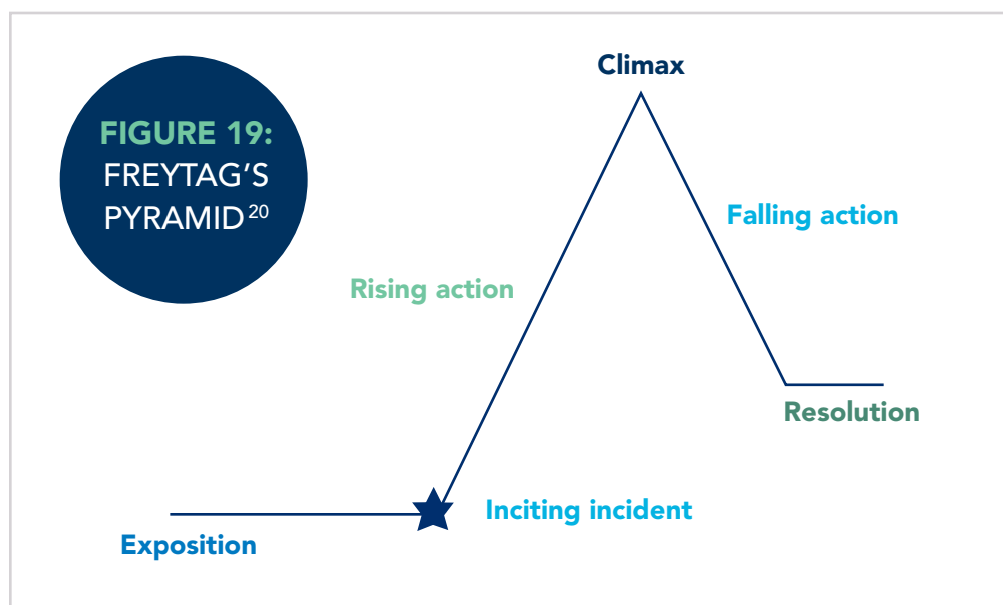 FIGURE 19:
FREYTAG’S
PYRAMID20
Climax
Falling action
Rising action
Resolution
Inciting incident
Exposition